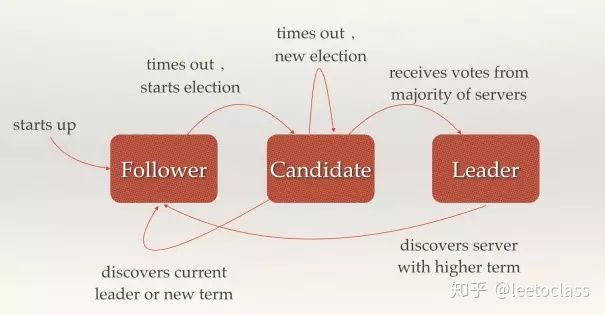 times out，
new election
times out，
starts election
receives votes from
majority of servers
starts up
Follower
Candidate
Leader
discovers current
leader or new term
discovers server
with higher term
知乎 @leetoclass